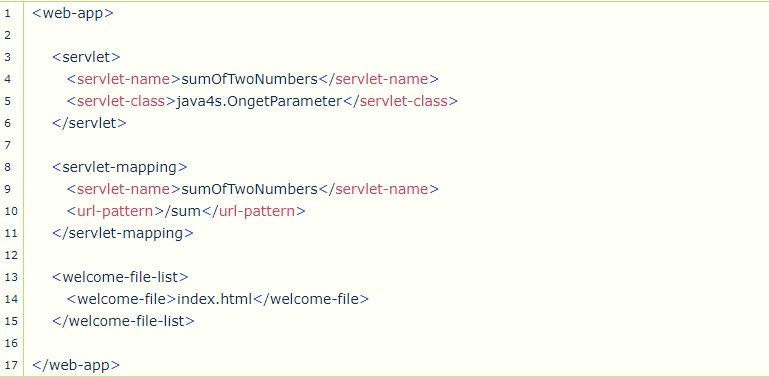 1 <web-app>
2
3 <servlet>
4 <servlet-name>sumOfTwoNumbers</servlet-name>
5 <servlet-class>java4s.OngetParameter</servlet-class>
6 </servlet>
7
8 <servlet-mapping>
9 <servlet-name>sumOfTwoNumbers</servlet-name>
10 <url-pattern>/sum</url-pattern>
11 </servlet-mapping>
12
13 <welcome-file-list>
14 <welcome-file>index.html</welcome-file>
15 </welcome-file-list>
16
17 </web-app>